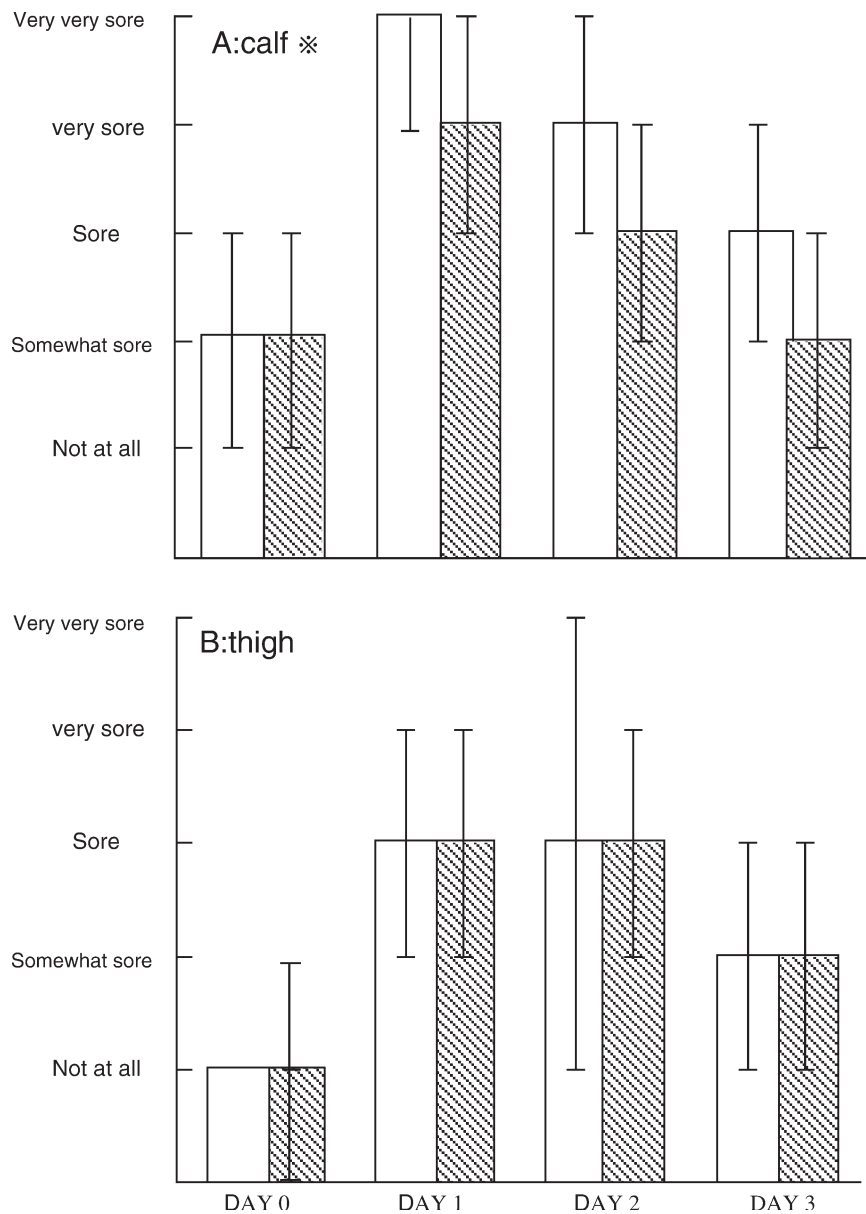 Very very sore
A:calf ※
very sore
Sore
Somewhat sore
Not at all
Very very sore
B:thigh
very sore
Sore
Somewhat sore
Not at all
DAY 0 DAY 1 DAY 2 DAY 3